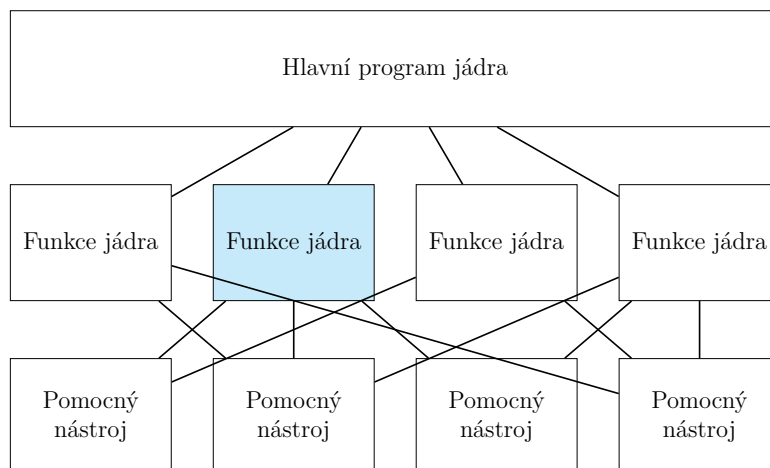 Hlavní program jádra
Funkce jádra
Funkce jádra
Funkce jádra
Funkce jádra
Pomocný
nástroj
Pomocný
nástroj
Pomocný
nástroj
Pomocný
nástroj